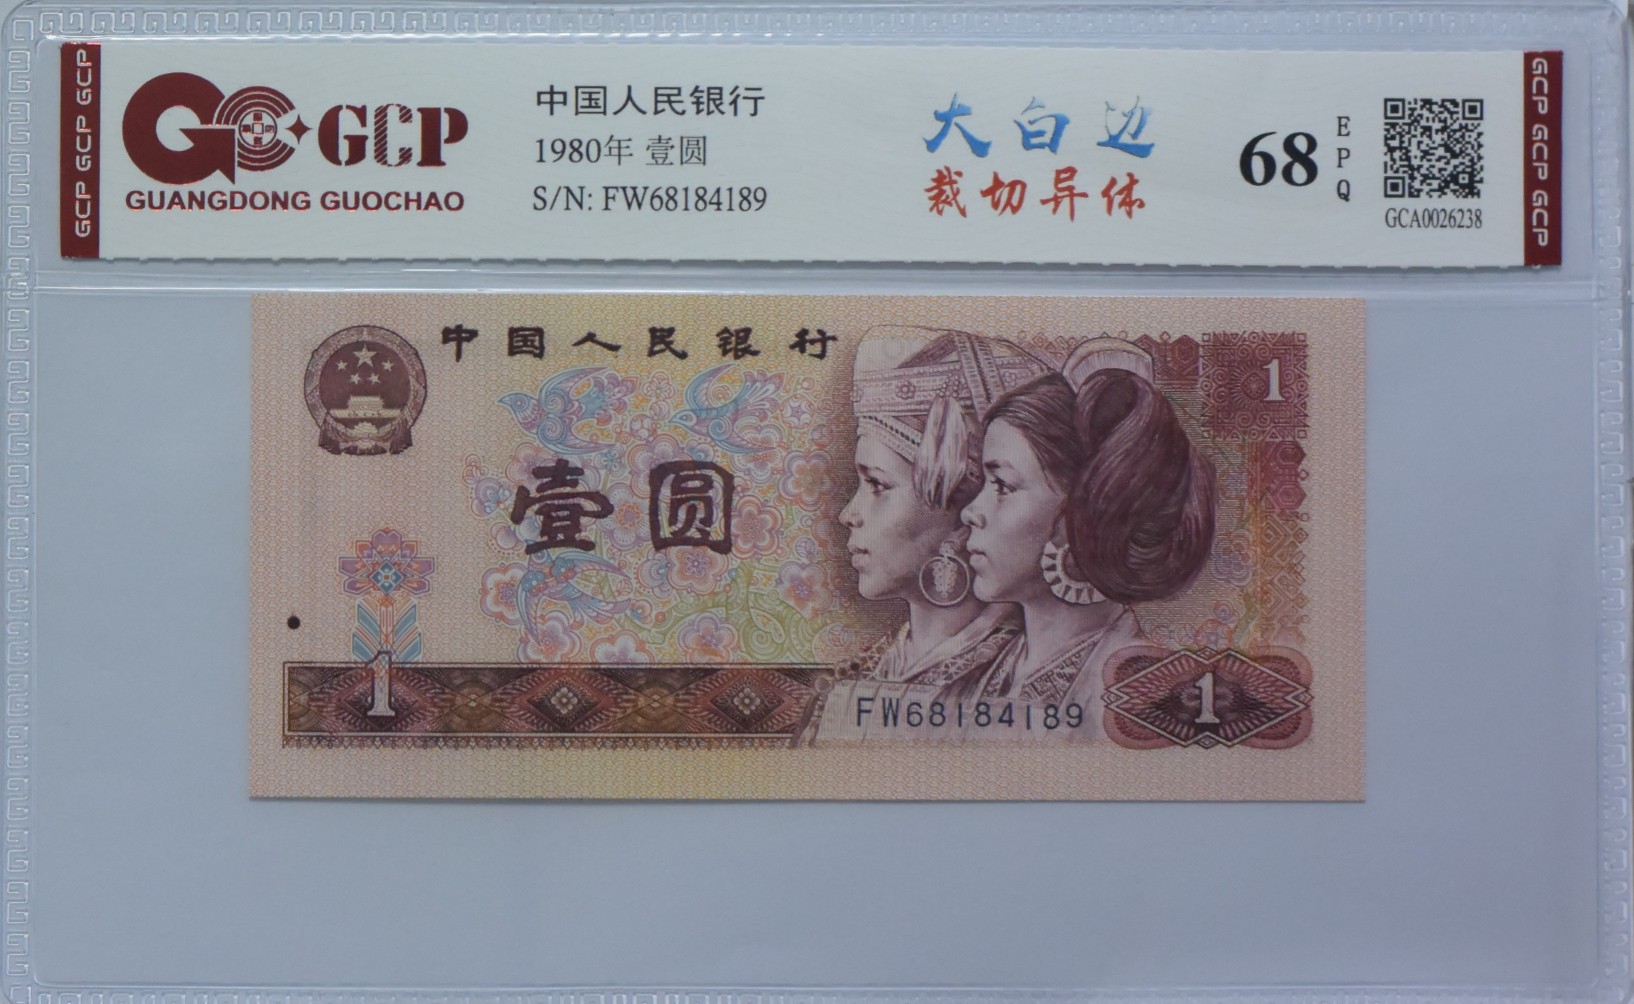 GCP GCP GCP
GCP
GUANGDONG GUOCHAO
中国人民银行
1980年 壹圆
S/N: FW68184189
大白边
裁切异体
68
EPQ
GCA0026238
GCP GCP GCP
中国人民银行
1
壹圆
1
FW68184189
1